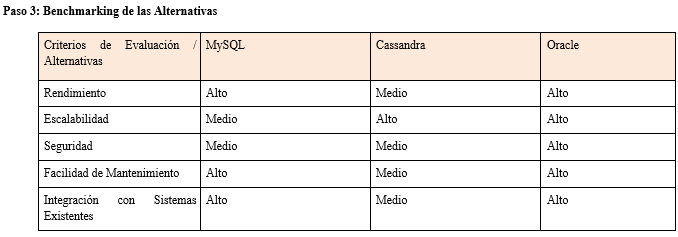 Paso 3: Benchmarking de las Alternativas
Criterios de Evaluación / MySQL Cassandra Oracle
Alternativas
Rendimiento Alto Medio Alto
Escalabilidad Medio Alto Alto
Seguridad Medio Medio Alto
Facilidad de Mantenimiento Alto Medio Alto
Integración con Sistemas Alto Medio Alto
Existentes